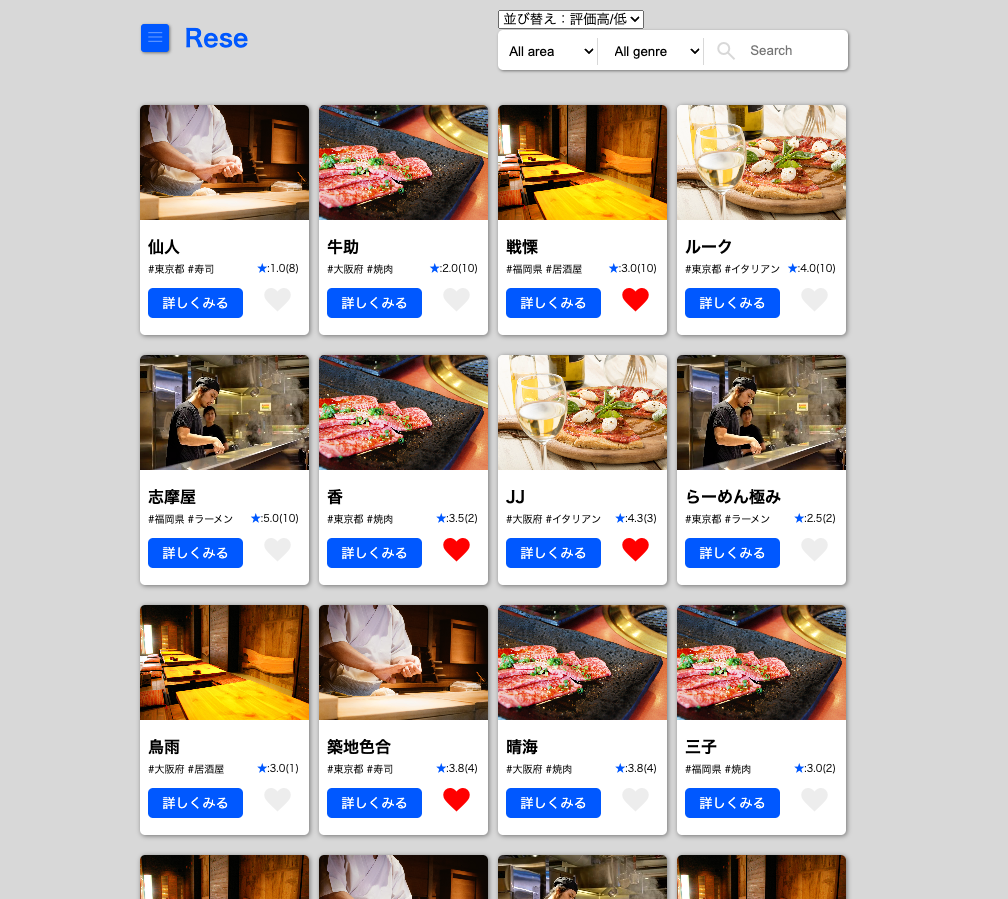 Rese
並び替え：評価高/低
All area
All genre
Search
仙人
#東京都 #寿司 ★:1.0(8)
詳しくみる
牛助
#大阪府 #焼肉 ★:2.0(10)
詳しくみる
戦慄
#福岡県 #居酒屋 ★:3.0(10)
詳しくみる
ルーク
#東京都 #イタリアン ★:4.0(10)
詳しくみる
志摩屋
#福岡県 #ラーメン ★:5.0(10)
詳しくみる
香
#東京都 #焼肉 ★:3.5(2)
詳しくみる
JJ
#大阪府 #イタリアン ★:4.3(3)
詳しくみる
らーめん極み
#東京都 #ラーメン ★:2.5(2)
詳しくみる
鳥雨
#大阪府 #居酒屋 ★:3.0(1)
詳しくみる
築地色合
#東京都 #寿司 ★:3.8(4)
詳しくみる
晴海
#大阪府 #焼肉 ★:3.8(4)
詳しくみる
三子
#福岡県 #焼肉 ★:3.0(2)
詳しくみる